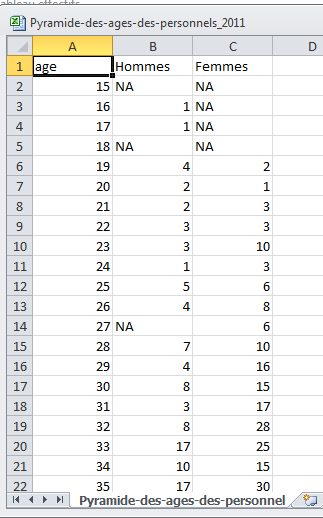 Pyramide-des-ages-des-personnels_2011
A B C D
1 age Hommes Femmes
2 15 NA NA
3 16 1 NA
4 17 1 NA
5 18 NA NA
6 19 4 2
7 20 2 1
8 21 2 3
9 22 3 3
10 23 3 10
11 24 1 3
12 25 5 6
13 26 4 8
14 27 NA 6
15 28 7 10
16 29 4 16
17 30 8 15
18 31 3 17
19 32 8 28
20 33 17 25
21 34 10 15
22 35 17 30
Pyramide-des-ages-des-personnel